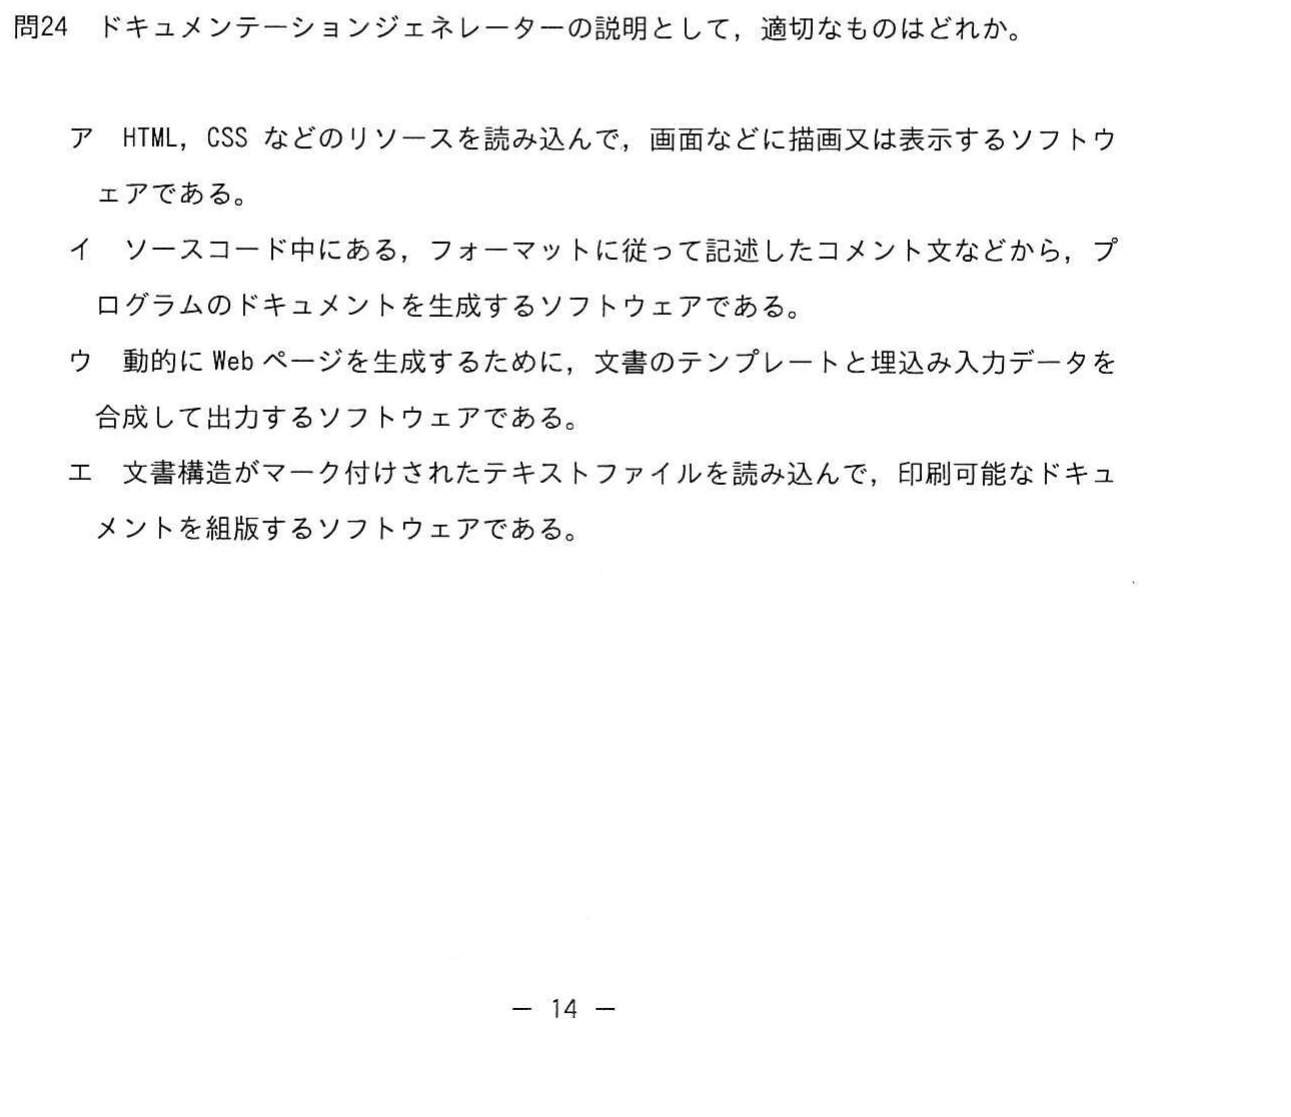 問24　ドキュメンテーションジェネレーターの説明として，適切なものはどれか。
ア　HTML，CSS などのリソースを読み込んで，画面などに描画又は表示するソフトウ
ェアである。
イ　ソースコード中にある，フォーマットに従って記述したコメント文などから，プ
ログラムのドキュメントを生成するソフトウェアである。
ウ　動的に Web ページを生成するために，文書のテンプレートと埋込み入力データを
合成して出力するソフトウェアである。
エ　文書構造がマーク付けされたテキストファイルを読み込んで，印刷可能なドキュ
メントを組版するソフトウェアである。
— 14 —